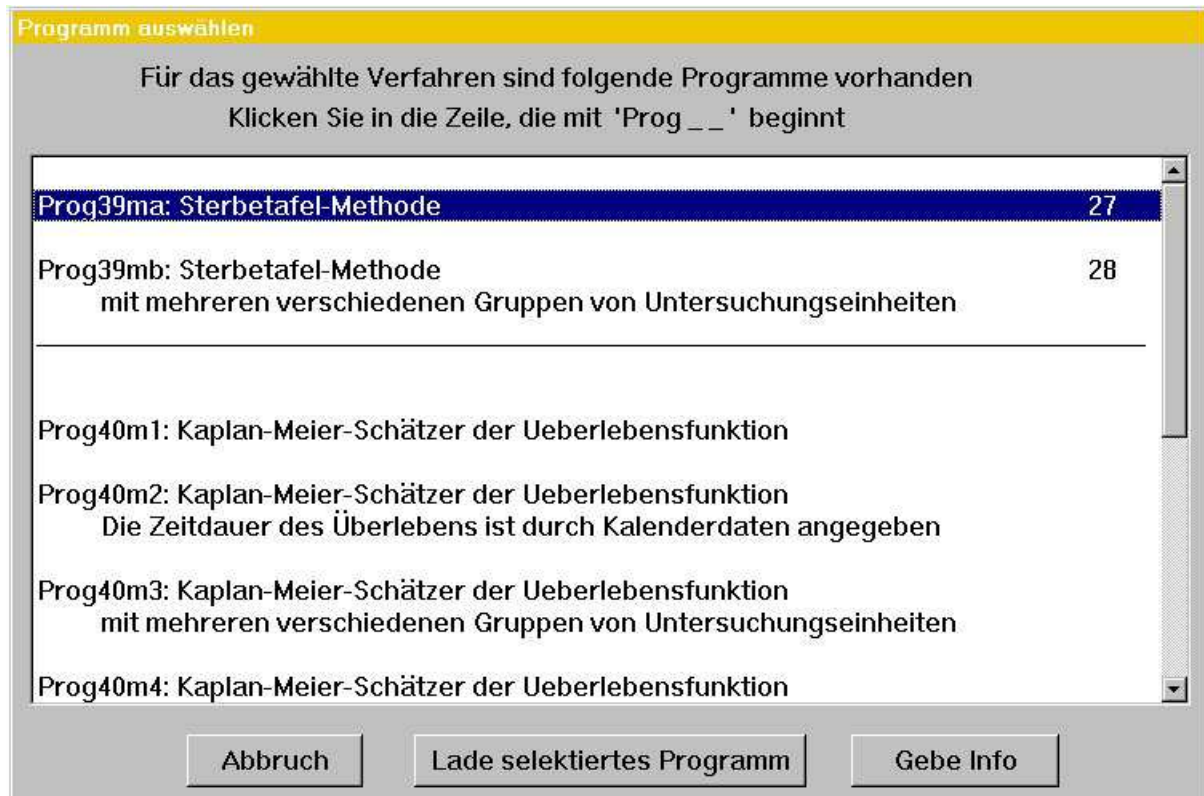 Programm auswählen
Für das gewählte Verfahren sind folgende Programme vorhanden
Klicken Sie in die Zeile, die mit 'Prog _ _ ' beginnt
Prog39ma: Sterbetafel-Methode 27
Prog39mb: Sterbetafel-Methode 28
mit mehreren verschiedenen Gruppen von Untersuchungseinheiten
Prog40m1: Kaplan-Meier-Schätzer der Ueberlebensfunktion
Prog40m2: Kaplan-Meier-Schätzer der Ueberlebensfunktion
Die Zeitdauer des Überlebens ist durch Kalenderdaten angegeben
Prog40m3: Kaplan-Meier-Schätzer der Ueberlebensfunktion
mit mehreren verschiedenen Gruppen von Untersuchungseinheiten
Prog40m4: Kaplan-Meier-Schätzer der Ueberlebensfunktion
Abbruch Lade selektiertes Programm Gebe Info